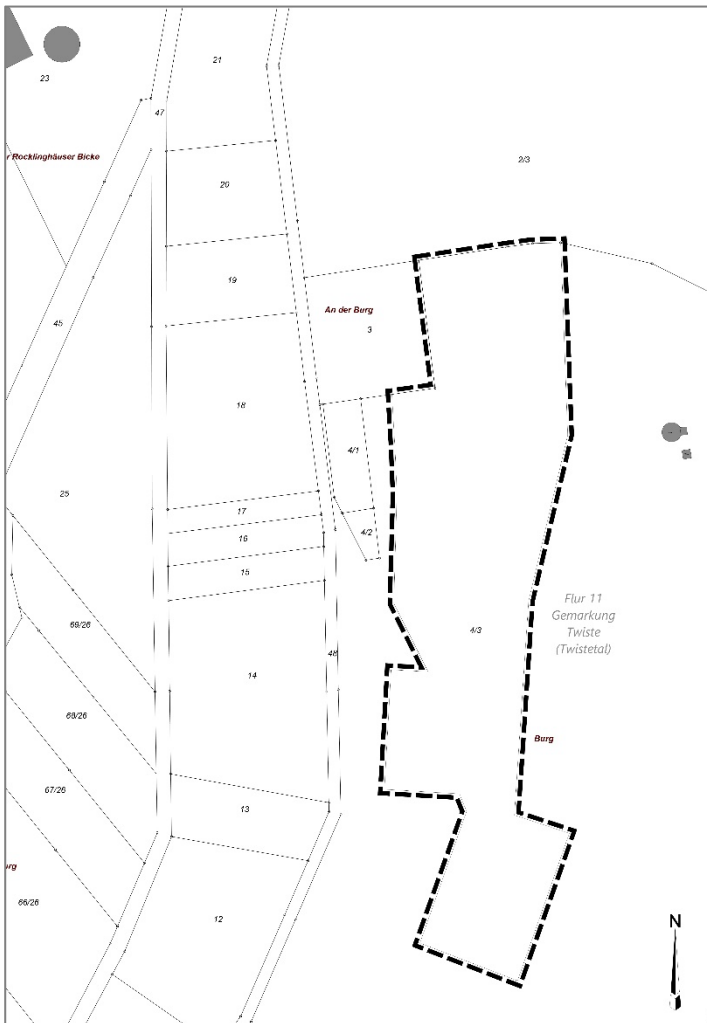 21
23
47
r Rocklinghäuser Bicke
2/3
20
19
An der Burg
3
45
18
4/1
25
17
16
4/2
15
Flur 11
Gemarkung
Twiste
(Twistetal)
69/26
4/3
48
14
68/26
Burg
67/26
13
urg
66/26
12
N